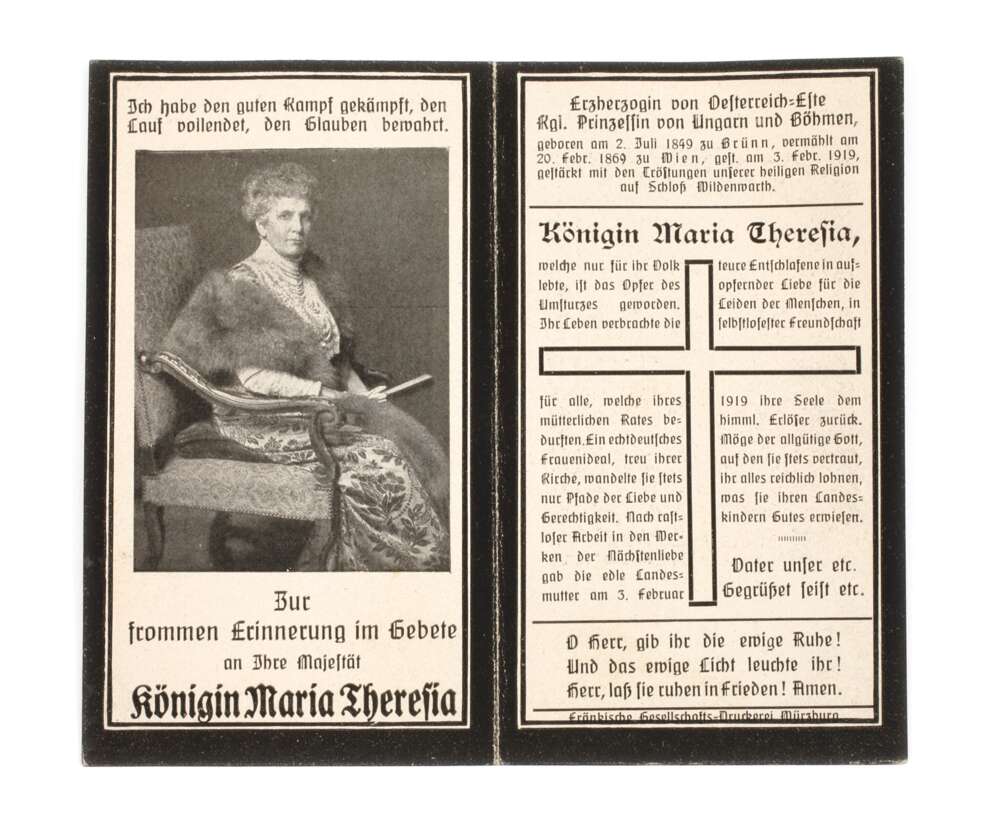 Ich habe den guten Kampf gekämpft, den
Lauf vollendet, den Glauben bewahrt.
Zur
frommen Erinnerung im Gebete
an Ihre Majestät
Königin Maria Theresia
Erzherzogin von Oesterreich=Este
Kgl. Prinzessin von Ungarn und Böhmen,
geboren am 2. Juli 1849 zu Brünn, vermählt am
20. Febr. 1869 zu Wien, gest. am 3. Febr. 1919,
gestärkt mit den Tröstungen unserer heiligen Religion
auf Schloß Wildenwarth.
Königin Maria Theresia,
welche nur für ihr Volk
lebte, ist das Opfer des
Umsturzes geworden.
Ihr Leben verbrachte die
teure Entschlafene in auf=
opfernder Liebe für die
Leiden der Menschen, in
selbstlosester Freundschaft
für alle, welche ihres
mütterlichen Rates be=
durften. Ein echtdeutsches
Frauenideal, treu ihrer
Kirche, wandelte sie stets
nur Pfade der Liebe und
Gerechtigkeit. Nach rast=
loser Arbeit in den Wer=
ken der Nächstenliebe
gab die edle Landes=
mutter am 3. Februar
1919 ihre Seele dem
himml. Erlöser zurück.
Möge der allgütige Gott,
auf den sie stets vertraut,
ihr alles reichlich lohnen,
was sie ihren Landes=
kindern Gutes erwiesen.
Vater unser etc.
Gegrüßet seist etc.
O Herr, gib ihr die ewige Ruhe!
Und das ewige Licht leuchte ihr!
Herr, laß sie ruhen in Frieden! Amen.
Fränkische Gesellschafts-Druckerei Würzburg